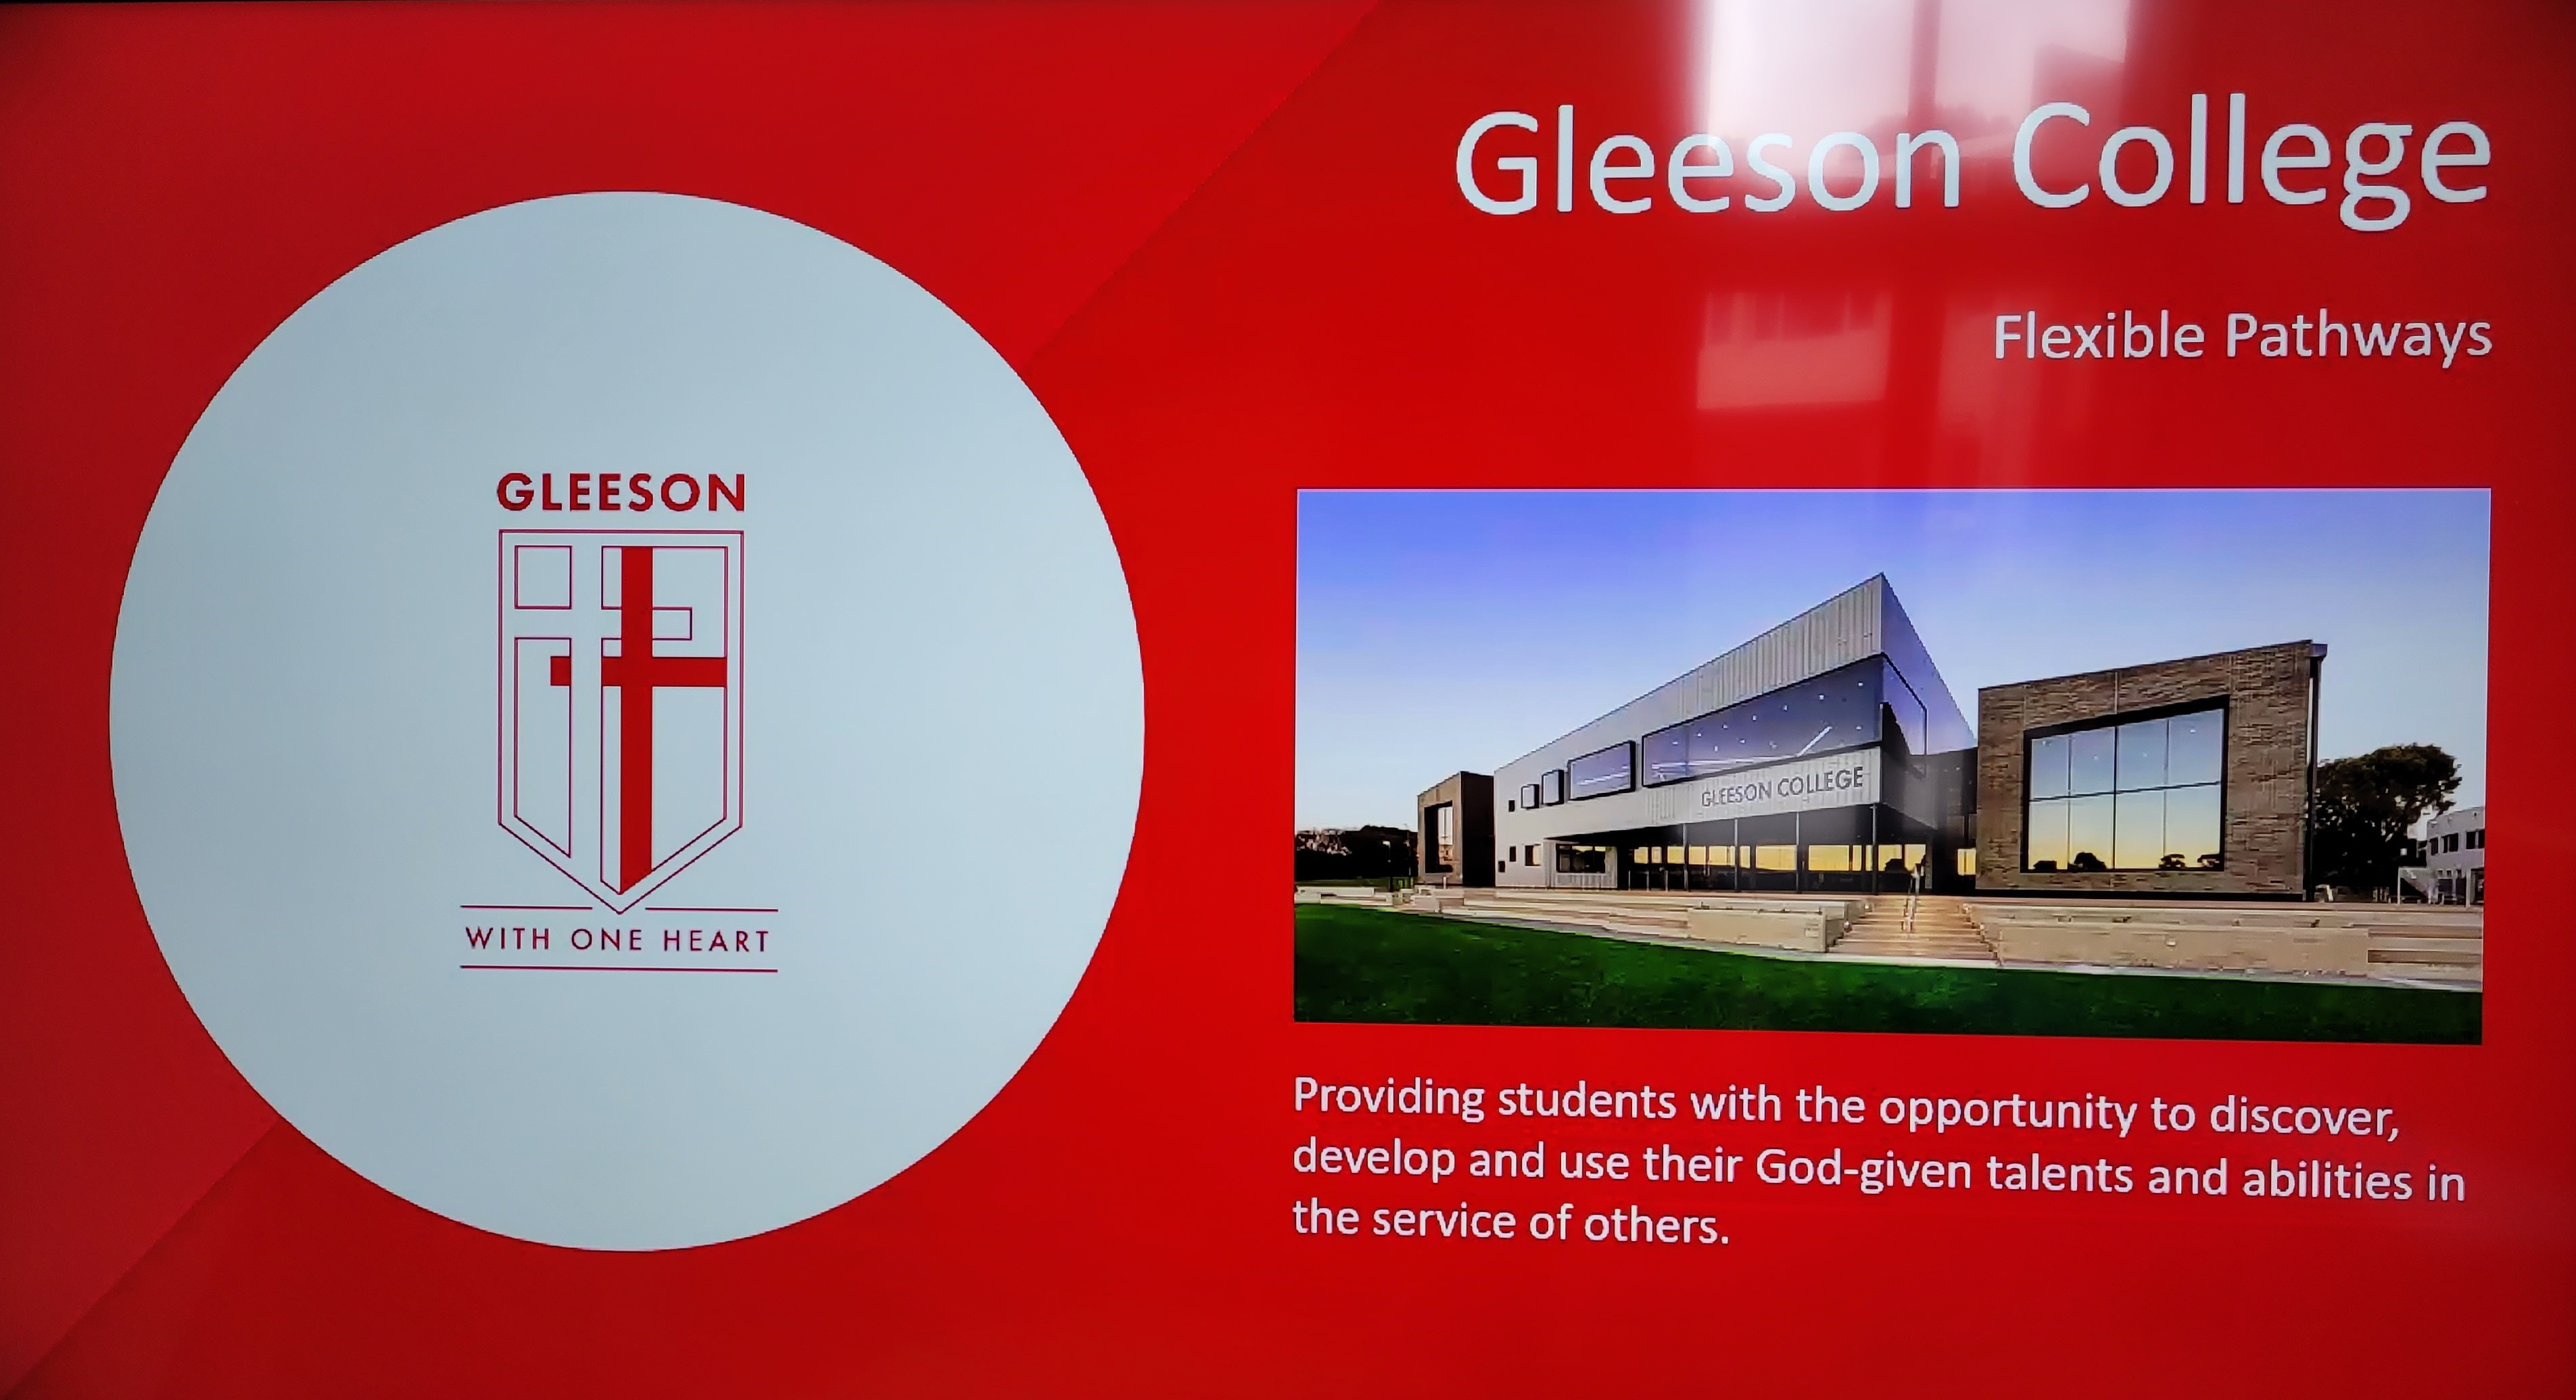 Gleeson College
Flexible Pathways
GLEESON
WITH ONE HEART
GLEESON COLLEGE
Providing students with the opportunity to discover,
develop and use their God-given talents and abilities in
the service of others.